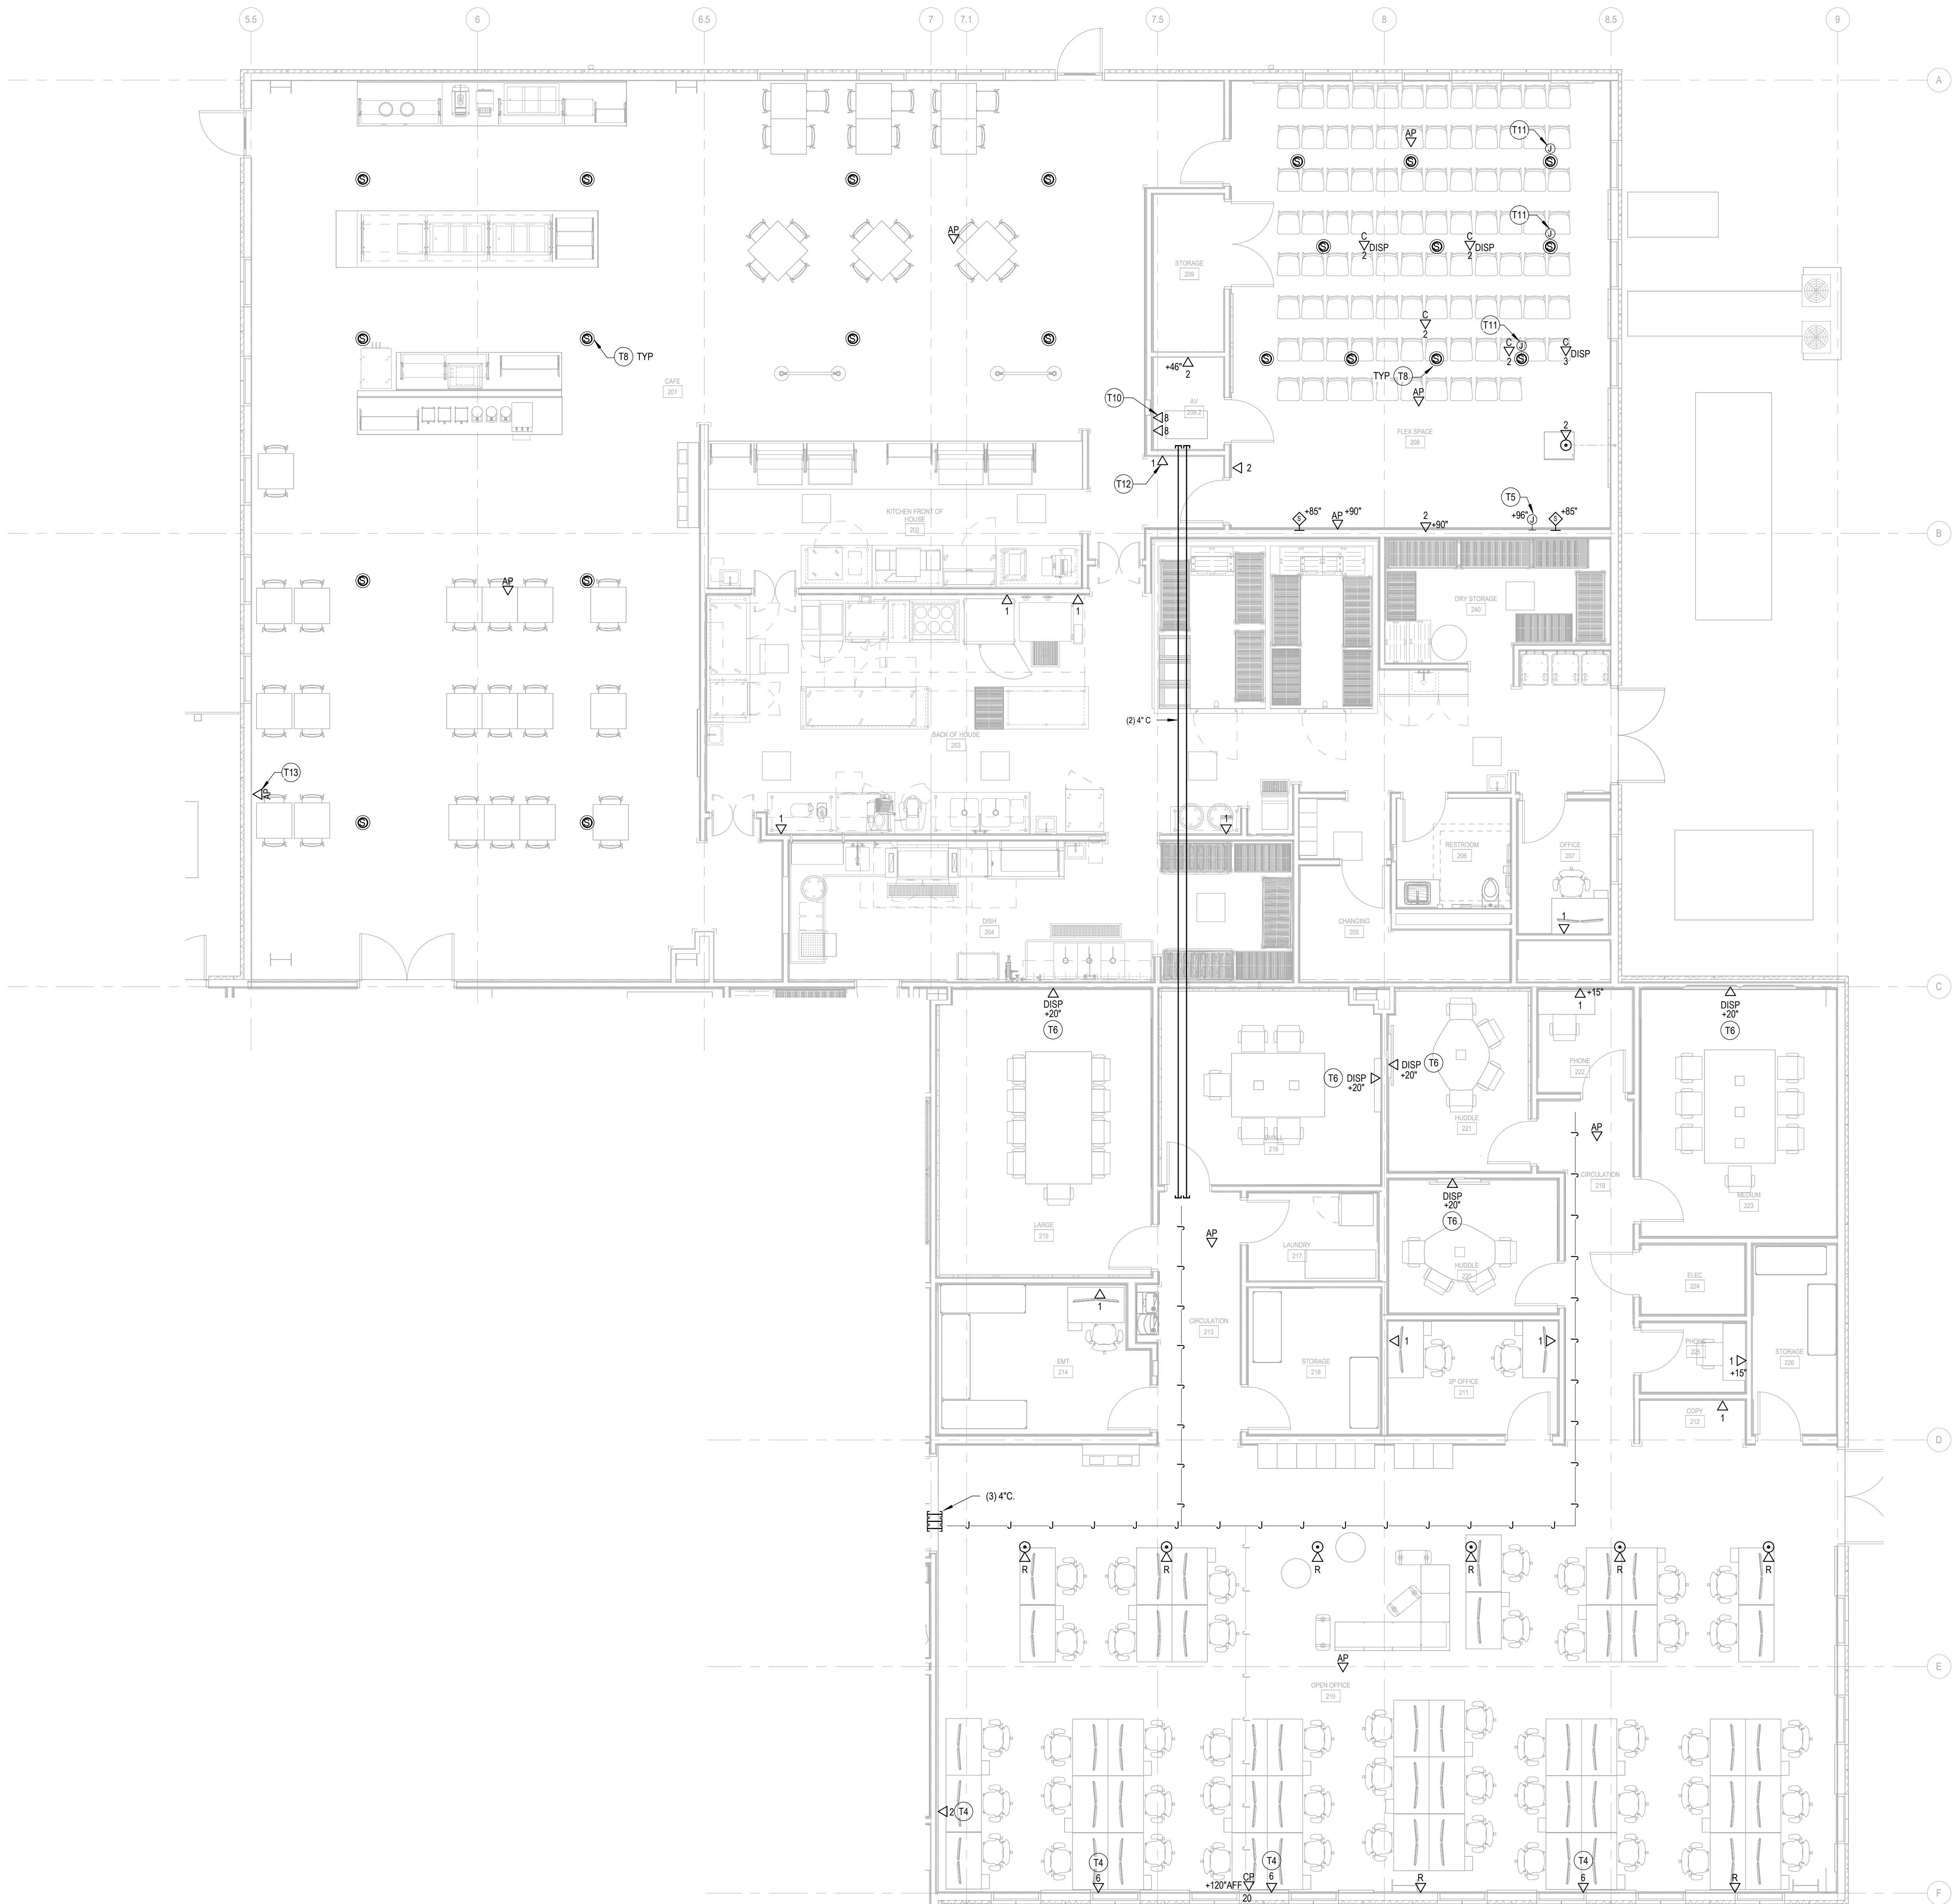 5.5 6 6.5 7 7.1 7.5 8 8.5 9
A
AP
T11
J
S S S
S S S S
T11
J
AP
C DISP C DISP
2 2
S S S
STORAGE
209
C
2
T11
J
C C DISP
2 3
S S S S
S S S S
T8 TYP
TYP T8
+46"
2
CAFE
201
AP
T10
8
8
AV
209.2
FLEX SPACE
208
2
1
2
T12
T5
KITCHEN FRONT OF
HOUSE
202
S +85" AP +90" 2 +90" +96" J S +85"
B
S S
AP
1 1
DRY STORAGE
240
(2) 4" C
BACK OF HOUSE
203
T13
AP
S S
1 1
RESTROOM
206
OFFICE
207
1
DISH
204
CHANGING
205
C
DISP
+20"
T6
+15"
1
DISP
+20"
T6
DISP
+20"
T6
T6 DISP
+20"
PHONE
222
HUDDLE
221
AP
SMALL
216
CIRCULATION
219
DISP
+20"
T6
MEDIUM
223
LARGE
215
AP
LAUNDRY
217
HUDDLE
220
ELEC
224
1
CIRCULATION
213
1 1
PHONE
225
1
+15"
STORAGE
226
EMT
214
STORAGE
218
2P OFFICE
211
COPY
212
1
D
(3) 4"C.
J J J J J J J J J J J J J J J
R R R R R R
AP
E
OPEN OFFICE
210
2 T4
T4
6
CP
+120"AFF
20
T4
6
R
T4
6
R
F